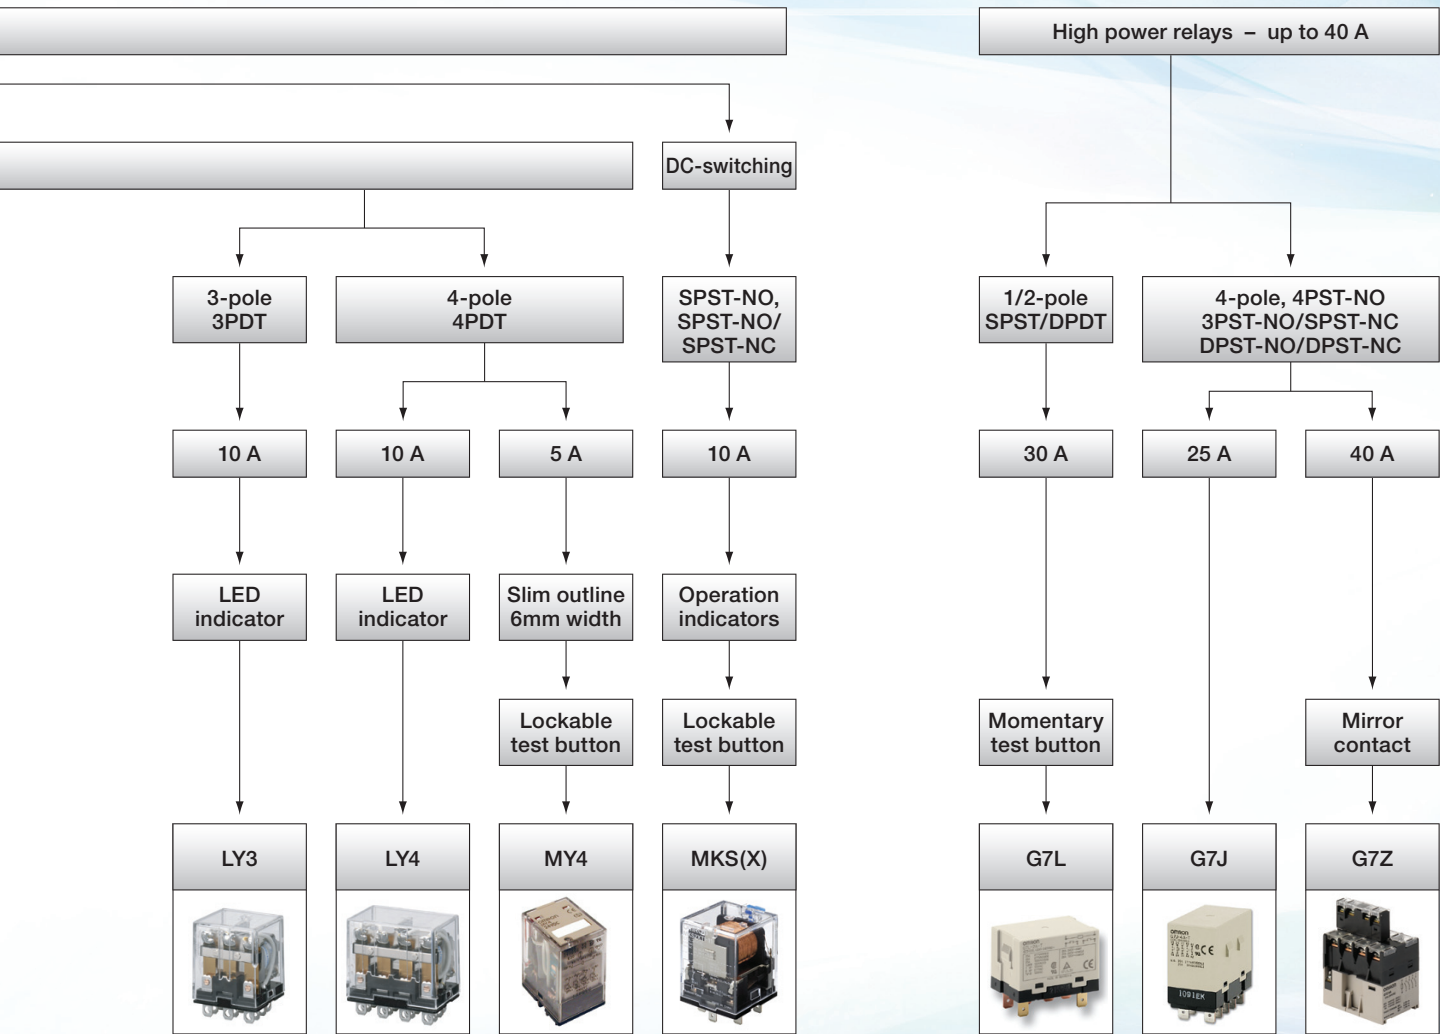 High power relays – up to 40 A
DC-switching
3-pole
3PDT
4-pole
4PDT
SPST-NO,
SPST-NO/
SPST-NC
1/2-pole
SPST/DPDT
4-pole, 4PST-NO
3PST-NO/SPST-NC
DPST-NO/DPST-NC
10 A
10 A
5 A
10 A
30 A
25 A
40 A
LED
indicator
LED
indicator
Slim outline
6mm width
Operation
indicators
Lockable
test button
Lockable
test button
Momentary
test button
Mirror
contact
LY3
LY4
MY4
MKS(X)
G7L
G7J
G7Z
omron
1091EK